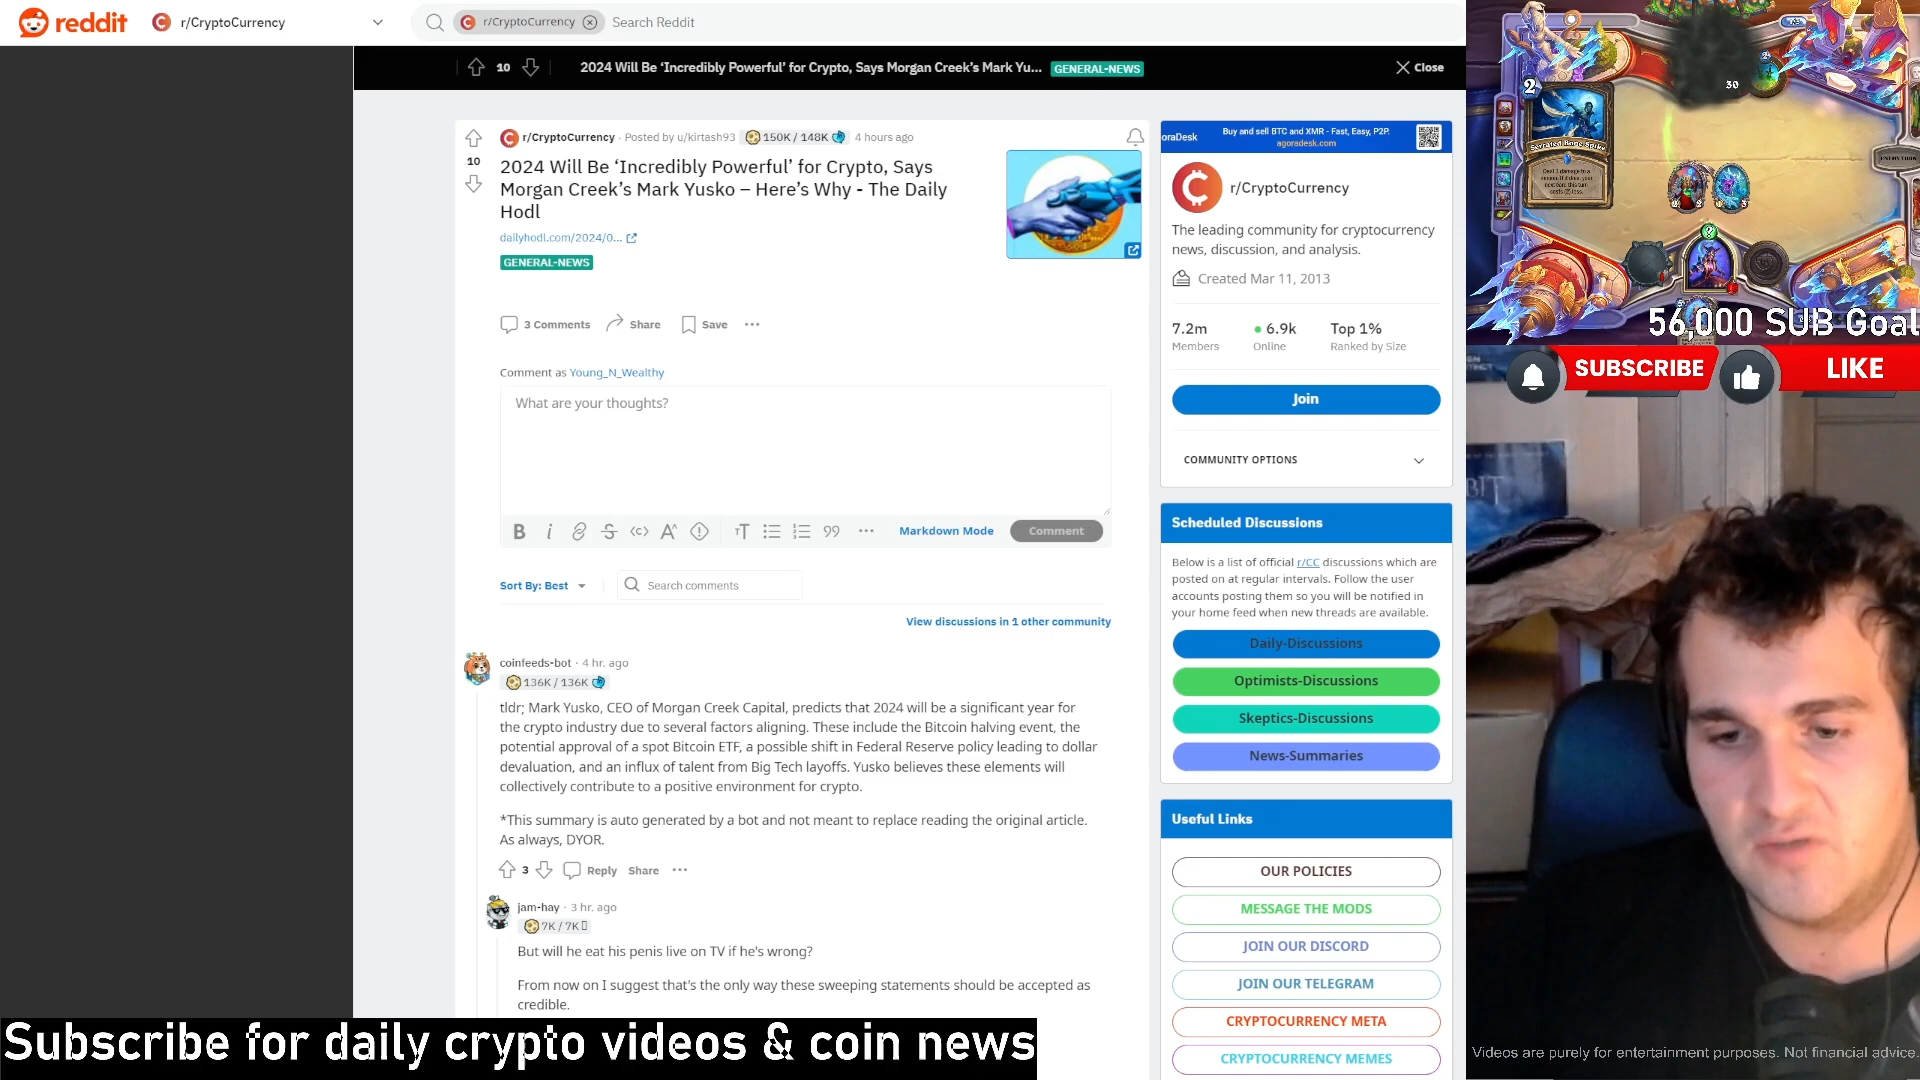 reddit
r/CryptoCurrency
r/CryptoCurrency
Search Reddit
10
2024 Will Be ‘Incredibly Powerful’ for Crypto, Says Morgan Creek’s Mark Yu...
GENERAL-NEWS
Close
r/CryptoCurrency · Posted by u/kirtash93 150K / 148K 4 hours ago
10
2024 Will Be ‘Incredibly Powerful’ for Crypto, Says
Morgan Creek’s Mark Yusko – Here’s Why - The Daily
Hodl
dailyhodl.com/2024/0...
GENERAL-NEWS
3 Comments
Share
Save
Comment as Young_N_Wealthy
What are your thoughts?
Markdown Mode
Comment
Sort By: Best
Search comments
View discussions in 1 other community
coinfeeds-bot · 4 hr. ago
136K / 136K
tldr; Mark Yusko, CEO of Morgan Creek Capital, predicts that 2024 will be a significant year for
the crypto industry due to several factors aligning. These include the Bitcoin halving event, the
potential approval of a spot Bitcoin ETF, a possible shift in Federal Reserve policy leading to dollar
devaluation, and an influx of talent from Big Tech layoffs. Yusko believes these elements will
collectively contribute to a positive environment for crypto.
*This summary is auto generated by a bot and not meant to replace reading the original article.
As always, DYOR.
3
Reply
Share
jam-hay · 3 hr. ago
7K / 7K
But will he eat his penis live on TV if he's wrong?
From now on I suggest that's the only way these sweeping statements should be accepted as
credible.
Subscribe for daily crypto videos & coin news
oraDesk
Buy and sell BTC and XMR - Fast, Easy, P2P.
agoradesk.com
r/CryptoCurrency
The leading community for cryptocurrency
news, discussion, and analysis.
Created Mar 11, 2013
7.2m
Members
6.9k
Online
Top 1%
Ranked by Size
Join
COMMUNITY OPTIONS
Scheduled Discussions
Below is a list of official r/CC discussions which are
posted on at regular intervals. Follow the user
accounts posting them so you will be notified in
your home feed when new threads are available.
Daily-Discussions
Optimists-Discussions
Skeptics-Discussions
News-Summaries
Useful Links
OUR POLICIES
MESSAGE THE MODS
JOIN OUR DISCORD
JOIN OUR TELEGRAM
CRYPTOCURRENCY META
CRYPTOCURRENCY MEMES
2
30
Serrated Bone Spike
56,000 SUB Goal
SUBSCRIBE
LIKE
Videos are purely for entertainment purposes. Not financial advice.